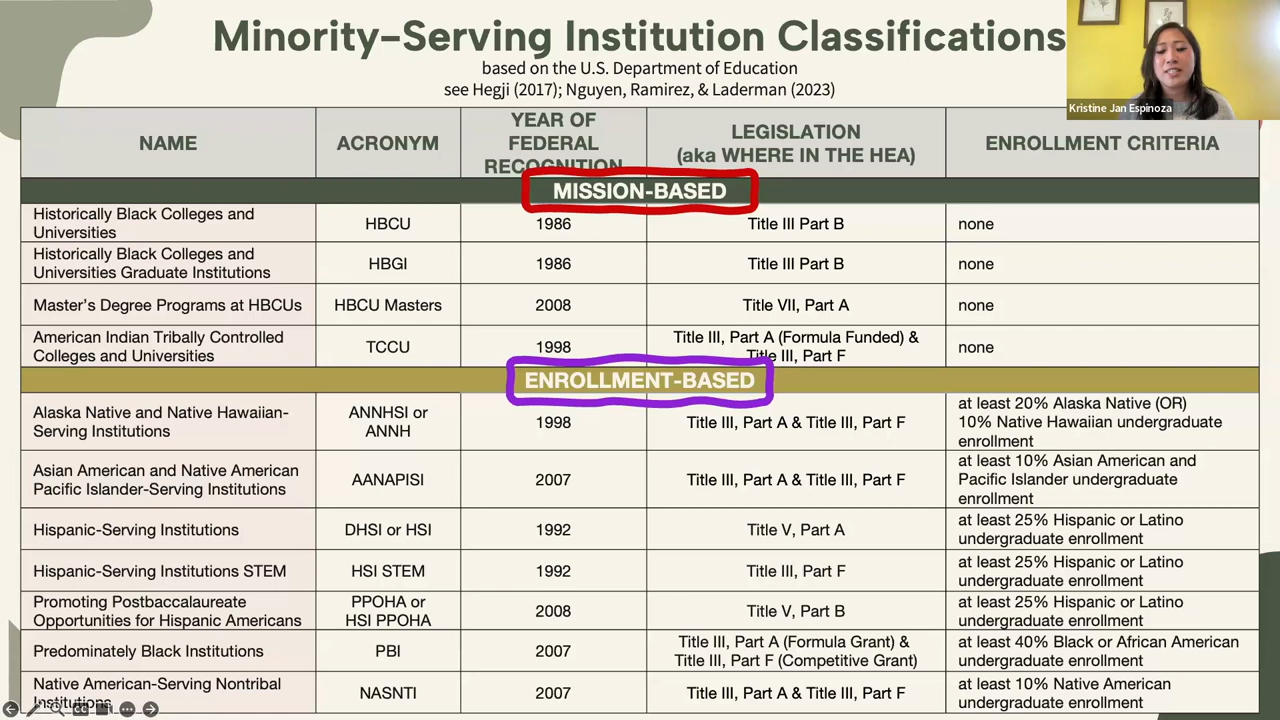 Minority-Serving Institution Classifications
based on the U.S. Department of Education
see Hegji (2017); Nguyen, Ramirez, & Laderman (2023)
Kristine Jan Espinoza
NAME
ACRONYM
YEAR OF
FEDERAL
RECOGNITION
LEGISLATION
(aka WHERE IN THE HEA)
ENROLLMENT CRITERIA
MISSION-BASED
Historically Black Colleges and
Universities
HBCU
1986
Title III Part B
none
Historically Black Colleges and
Universities Graduate Institutions
HBGI
1986
Title III Part B
none
Master's Degree Programs at HBCUs
HBCU Masters
2008
Title VII, Part A
none
American Indian Tribally Controlled
Colleges and Universities
TCCU
1998
Title III, Part A (Formula Funded) &
Title III, Part F
none
ENROLLMENT-BASED
Alaska Native and Native Hawaiian-
Serving Institutions
ANNHSI or
ANNH
1998
Title III, Part A & Title III, Part F
at least 20% Alaska Native (OR)
10% Native Hawaiian undergraduate
enrollment
Asian American and Native American
Pacific Islander-Serving Institutions
AANAPISI
2007
Title III, Part A & Title III, Part F
at least 10% Asian American and
Pacific Islander undergraduate
enrollment
Hispanic-Serving Institutions
DHSI or HSI
1992
Title V, Part A
at least 25% Hispanic or Latino
undergraduate enrollment
Hispanic-Serving Institutions STEM
HSI STEM
1992
Title III, Part F
at least 25% Hispanic or Latino
undergraduate enrollment
Promoting Postbaccalaureate
Opportunities for Hispanic Americans
PPOHA or
HSI PPOHA
2008
Title V, Part B
at least 25% Hispanic or Latino
undergraduate enrollment
Predominately Black Institutions
PBI
2007
Title III, Part A (Formula Grant) &
Title III, Part F (Competitive Grant)
at least 40% Black or African American
undergraduate enrollment
Native American-Serving Nontribal
Institutions
NASNTI
2007
Title III, Part A & Title III, Part F
at least 10% Native American
undergraduate enrollment